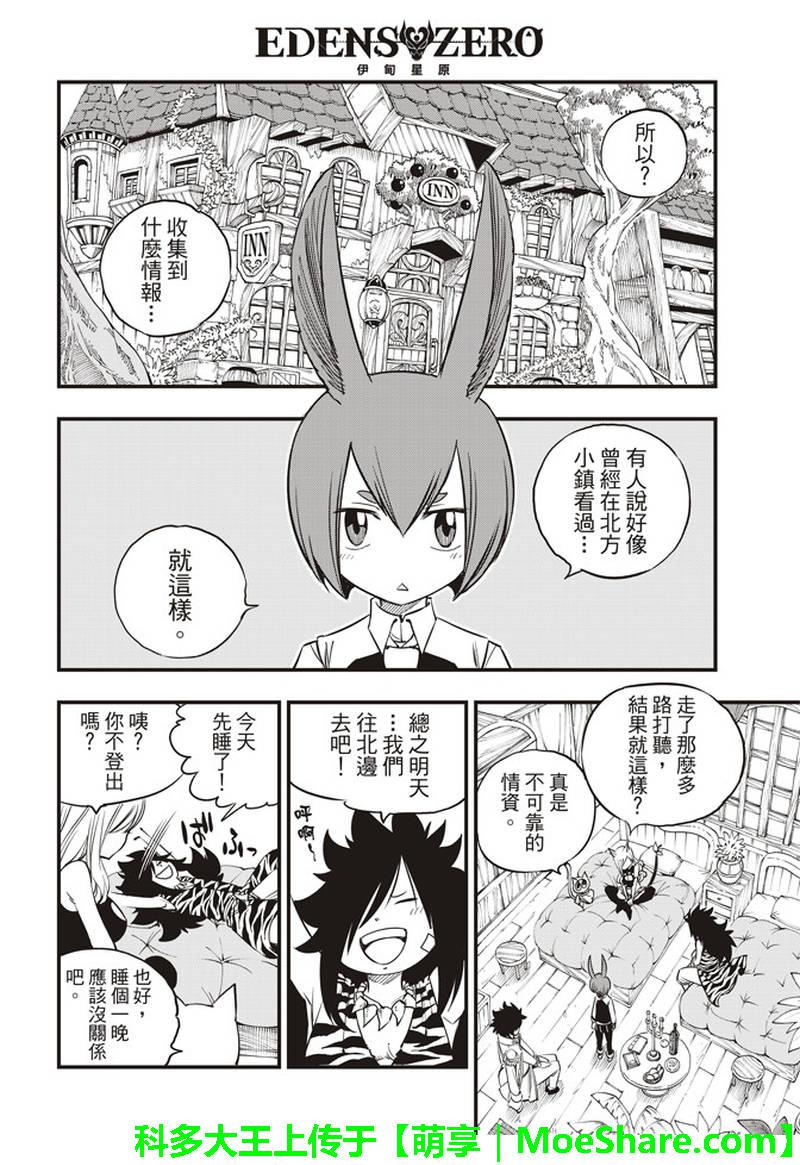 EDENS ZERO
伊甸星原
所以?
INN
INN
收集到
什麼情報…
有人說好像
曾經在北方
小鎮看過…
就這樣。
走了那麼多
路打聽,
結果就這樣?
真是
不可靠的
情資。
總之明天
…我們
往北邊
去吧!
今天
先睡了!
咦?
你不登出
嗎?
也好,
睡個一晚
應該沒關係
吧。
科多大王上传于【萌享 | MoeShare.com】